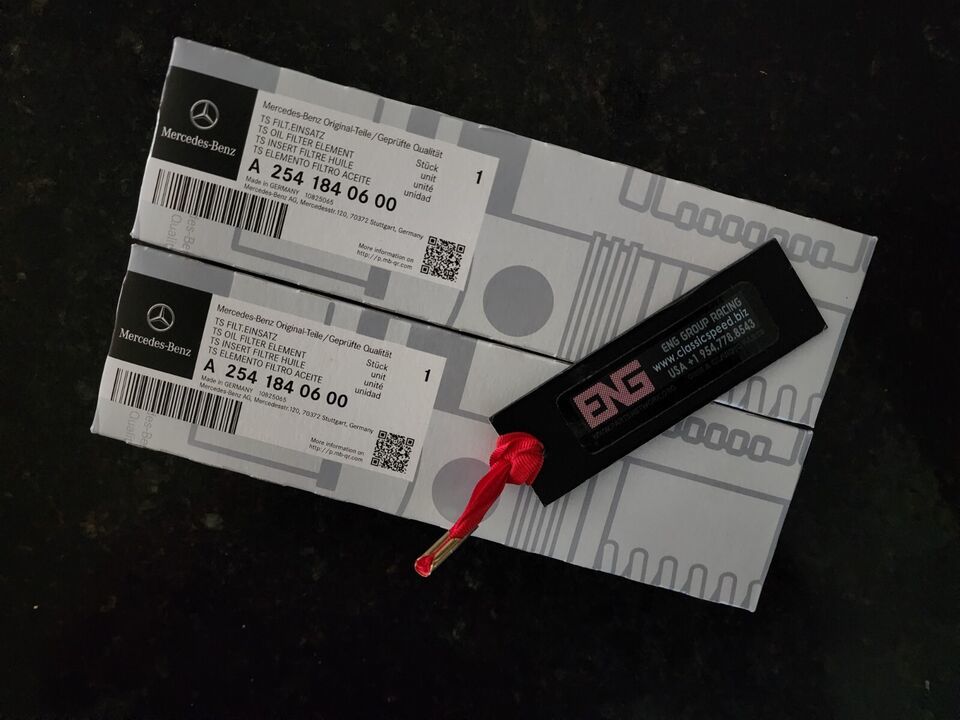 Mercedes-Benz
Mercedes-Benz Original-Teile/Geprüfte Qualität
TS FILT.EINSATZ
TS OIL FILTER ELEMENT
TS INSERT FILTRE HUILE
TS ELEMENTO FILTRO ACEITE
Stück 1
unit
unité
unidad
A 254 184 06 00
Made in GERMANY 10825065
Mercedes-Benz AG, Mercedesstr.120, 70372 Stuttgart, Germany
More information on
http://p.mb-qr.com
Mercedes-Benz
Mercedes-Benz Original-Teile/Geprüfte Qualität
TS FILT.EINSATZ
TS OIL FILTER ELEMENT
TS INSERT FILTRE HUILE
TS ELEMENTO FILTRO ACEITE
Stück 1
unit
unité
unidad
A 254 184 06 00
Made in GERMANY 10825065
Mercedes-Benz AG, Mercedesstr.120, 70372 Stuttgart, Germany
More information on
http://p.mb-qr.com
ENG
ENG GROUP RACING
www.classicspeed.biz
USA +1 954.778.8543